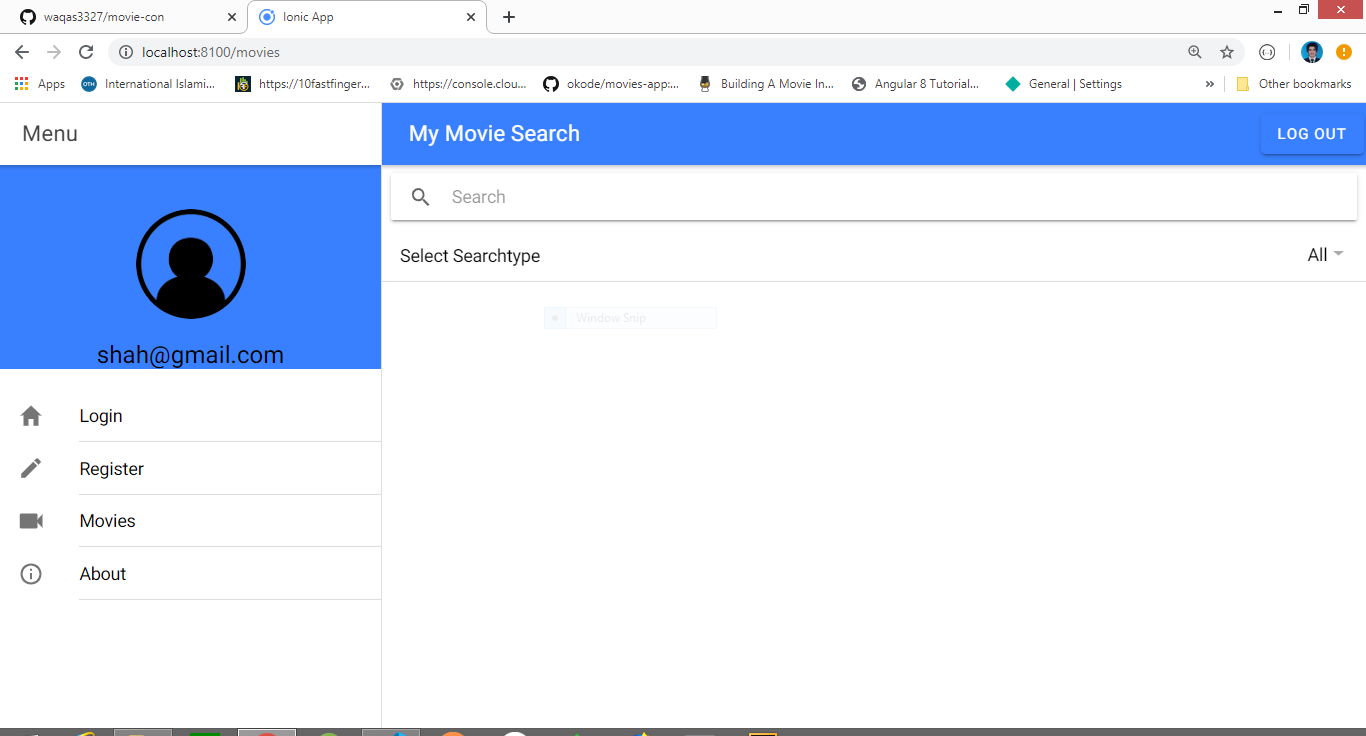 waqas3327/movie-con
Ionic App
localhost:8100/movies
Apps
OTH
International Islami...
https://10fastfinger...
https://console.clou...
okode/movies-app:...
Building A Movie In...
Angular 8 Tutorial...
General | Settings
»
Other bookmarks
Menu
My Movie Search
LOG OUT
Search
Select Searchtype
All
Window Snip
shah@gmail.com
Login
Register
Movies
About